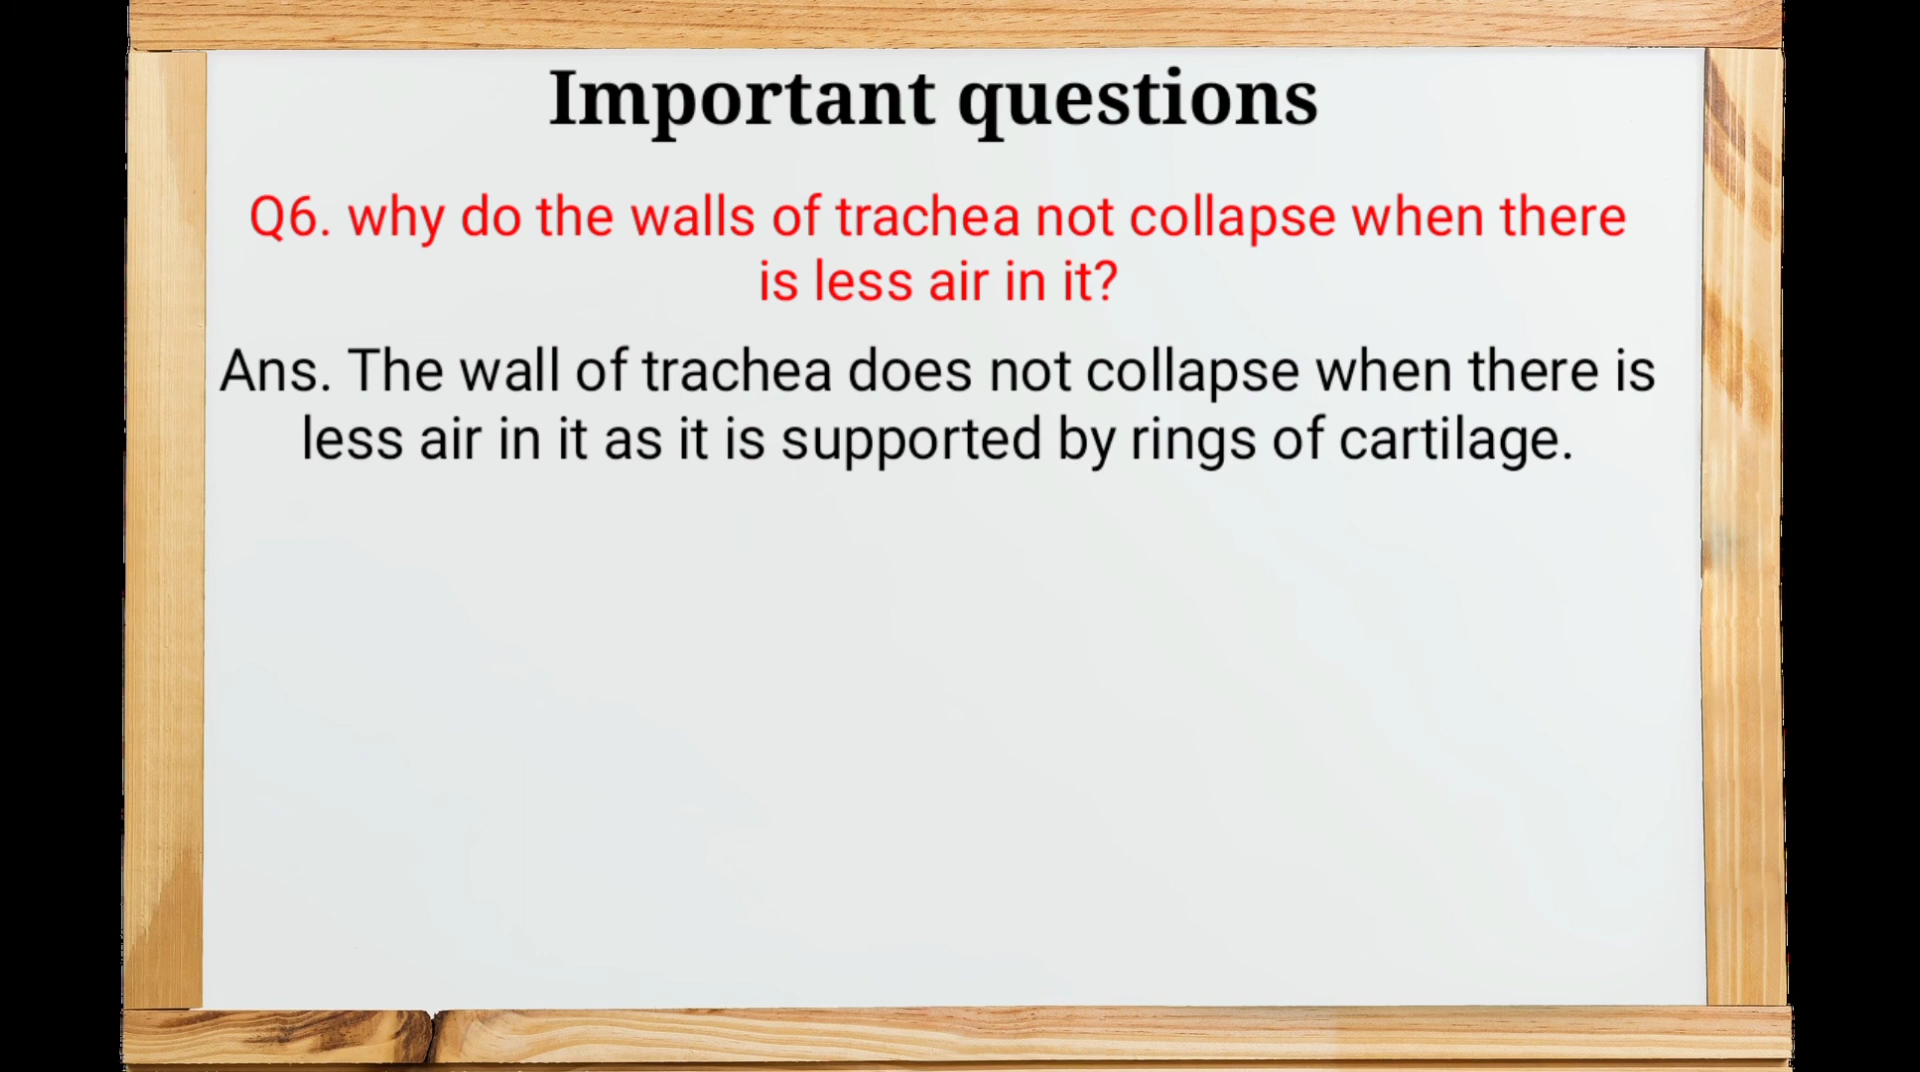 Important questions
Q6. why do the walls of trachea not collapse when there
is less air in it?
Ans. The wall of trachea does not collapse when there is
less air in it as it is supported by rings of cartilage.